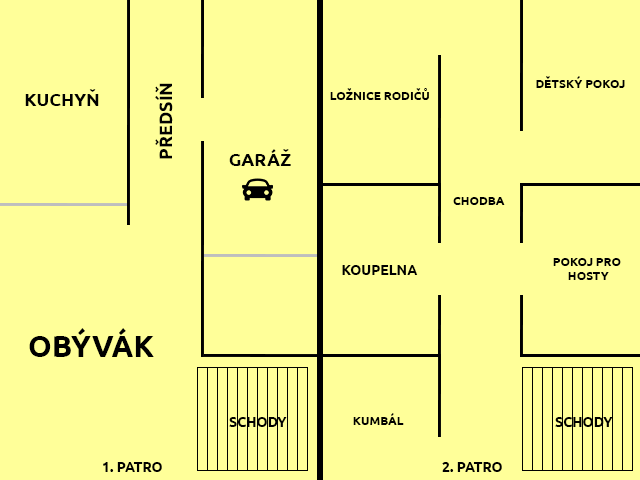 KUCHYŇ
PŘEDSÍŇ
GARÁŽ
OBÝVÁK
SCHODY
1. PATRO
LOŽNICE RODIČŮ
DĚTSKÝ POKOJ
CHODBA
KOUPELNA
POKOJ PRO
HOSTY
KUMBÁL
SCHODY
2. PATRO